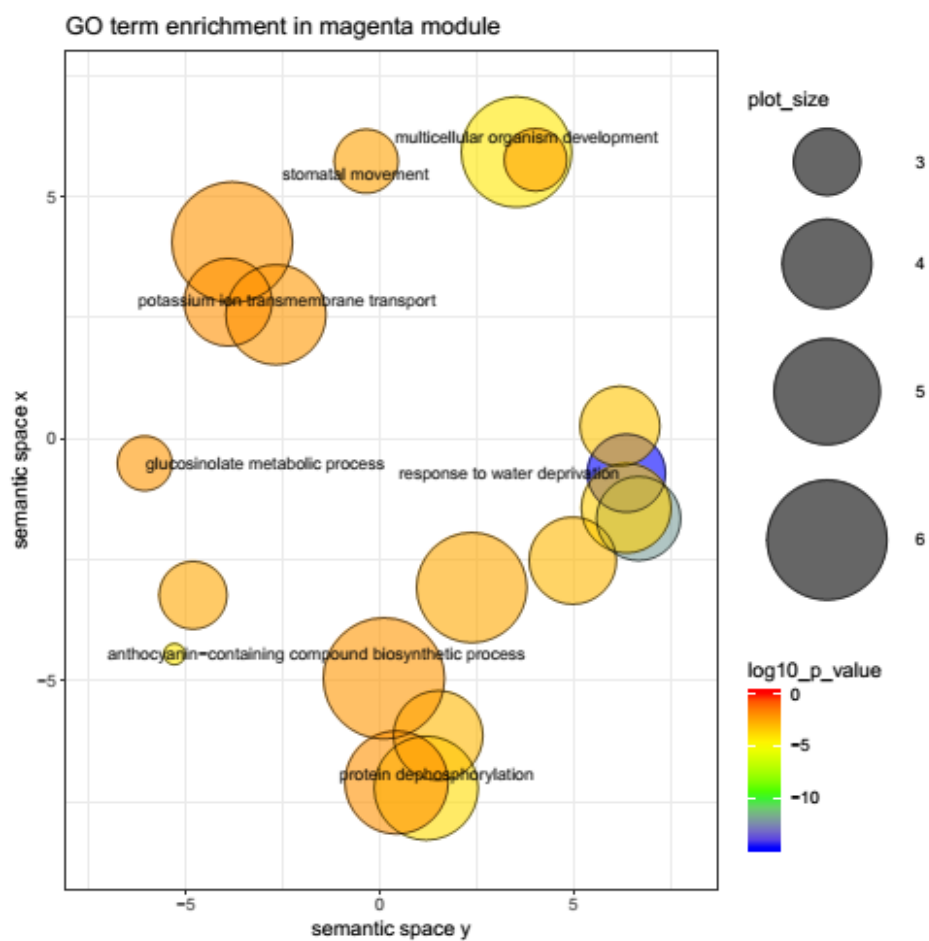 GO term enrichment in magenta module
plot_size
3
4
5
6
multicellular organism development
stomatal movement
5
potassium ion transmembrane transport
0
glucosinolate metabolic process
response to water deprivation
semantic space x
anthocyanin−containing compound biosynthetic process
−5
protein dephosphorylation
log10_p_value
0
−5
−10
−5
0
5
semantic space y